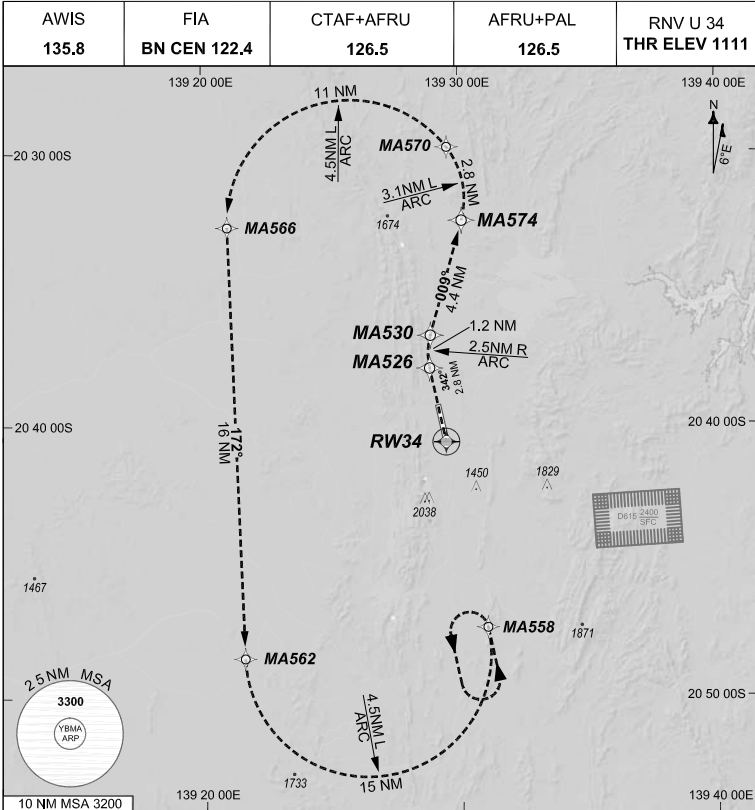 AWIS
135.8
FIA
BN CEN 122.4
CTAF+AFRU
126.5
AFRU+PAL
126.5
RNV U 34
THR ELEV 1111
139 20 00E
139 30 00E
139 40 00E
11 NM
N
6°E
4.5NM L
ARC
MA570
20 30 00S
20 30 00S
2.8 NM
3.1NM L
ARC
MA566
1674
MA574
009°
4.4 NM
MA530
1.2 NM
2.5NM R
ARC
MA526
342°
2.8 NM
20 40 00S
172°
16 NM
RW34
20 40 00S
1450
1829
2038
D615 2400
SFC
1467
MA558
1871
MA562
25 NM MSA
3300
YBMA
ARP
20 50 00S
4.5NM L
ARC
1733
15 NM
10 NM MSA 3200
139 20 00E
139 40 00E